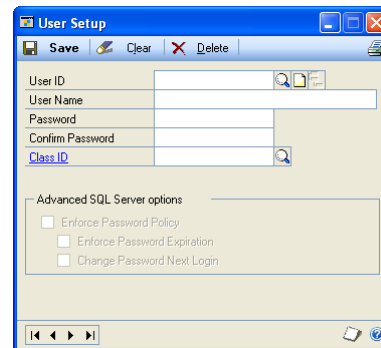 User Setup
Save Clear Delete
User ID
User Name
Password
Confirm Password
Class ID
Advanced SQL Server options
Enforce Password Policy
Enforce Password Expiration
Change Password Next Login